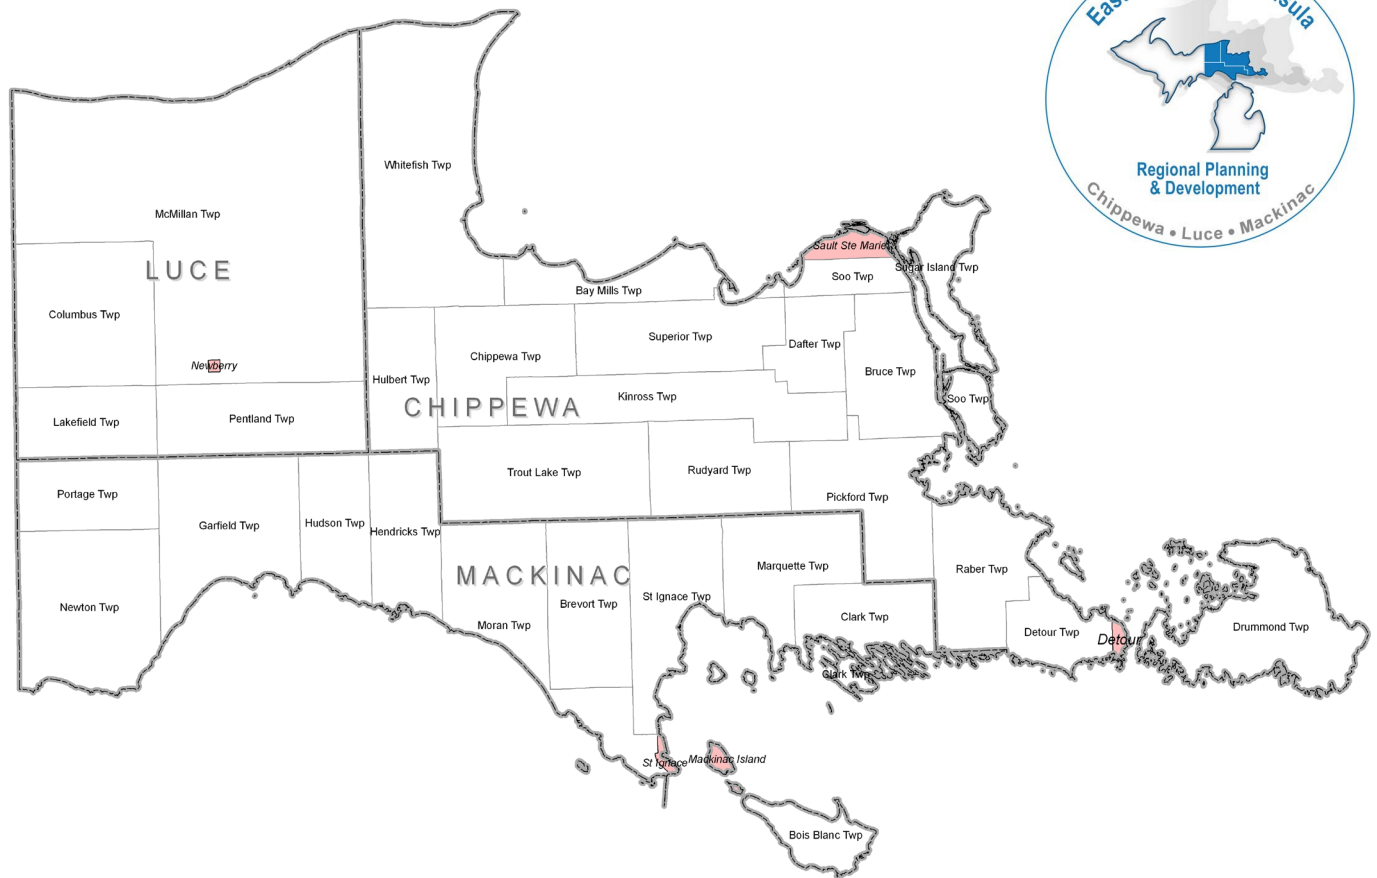 Regional Planning
& Development
Chippewa • Luce • Mackinac
Whitefish Twp
McMillan Twp
LUCE
Sault Ste Marie
Sugar Island Twp
Soo Twp
Bay Mills Twp
Columbus Twp
Superior Twp
Dafter Twp
Chippewa Twp
Newberry
Hulbert Twp
Bruce Twp
Kinross Twp
Soo Twp
CHIPPEWA
Lakefield Twp
Pentland Twp
Trout Lake Twp
Rudyard Twp
Portage Twp
Pickford Twp
Garfield Twp
Hudson Twp
Hendricks Twp
Marquette Twp
Raber Twp
MACKINAC
Newton Twp
Brevort Twp
St Ignace Twp
Moran Twp
Clark Twp
Detour Twp
Detour
Drummond Twp
Clark Twp
St Ignace
Mackinac Island
Bois Blanc Twp